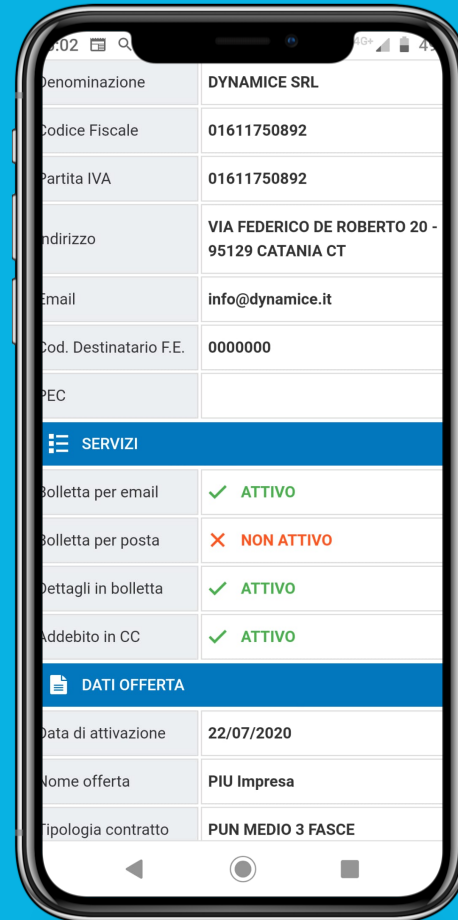 :02 4G+ 4
Denominazione DYNAMICE SRL
Codice Fiscale 01611750892
Partita IVA 01611750892
Indirizzo VIA FEDERICO DE ROBERTO 20 -
95129 CATANIA CT
Email info@dynamice.it
Cod. Destinatario F.E. 0000000
PEC
SERVIZI
Bolletta per email ATTIVO
Bolletta per posta NON ATTIVO
Dettagli in bolletta ATTIVO
Addebito in CC ATTIVO
DATI OFFERTA
Data di attivazione 22/07/2020
Nome offerta PIU Impresa
Tipologia contratto PUN MEDIO 3 FASCE